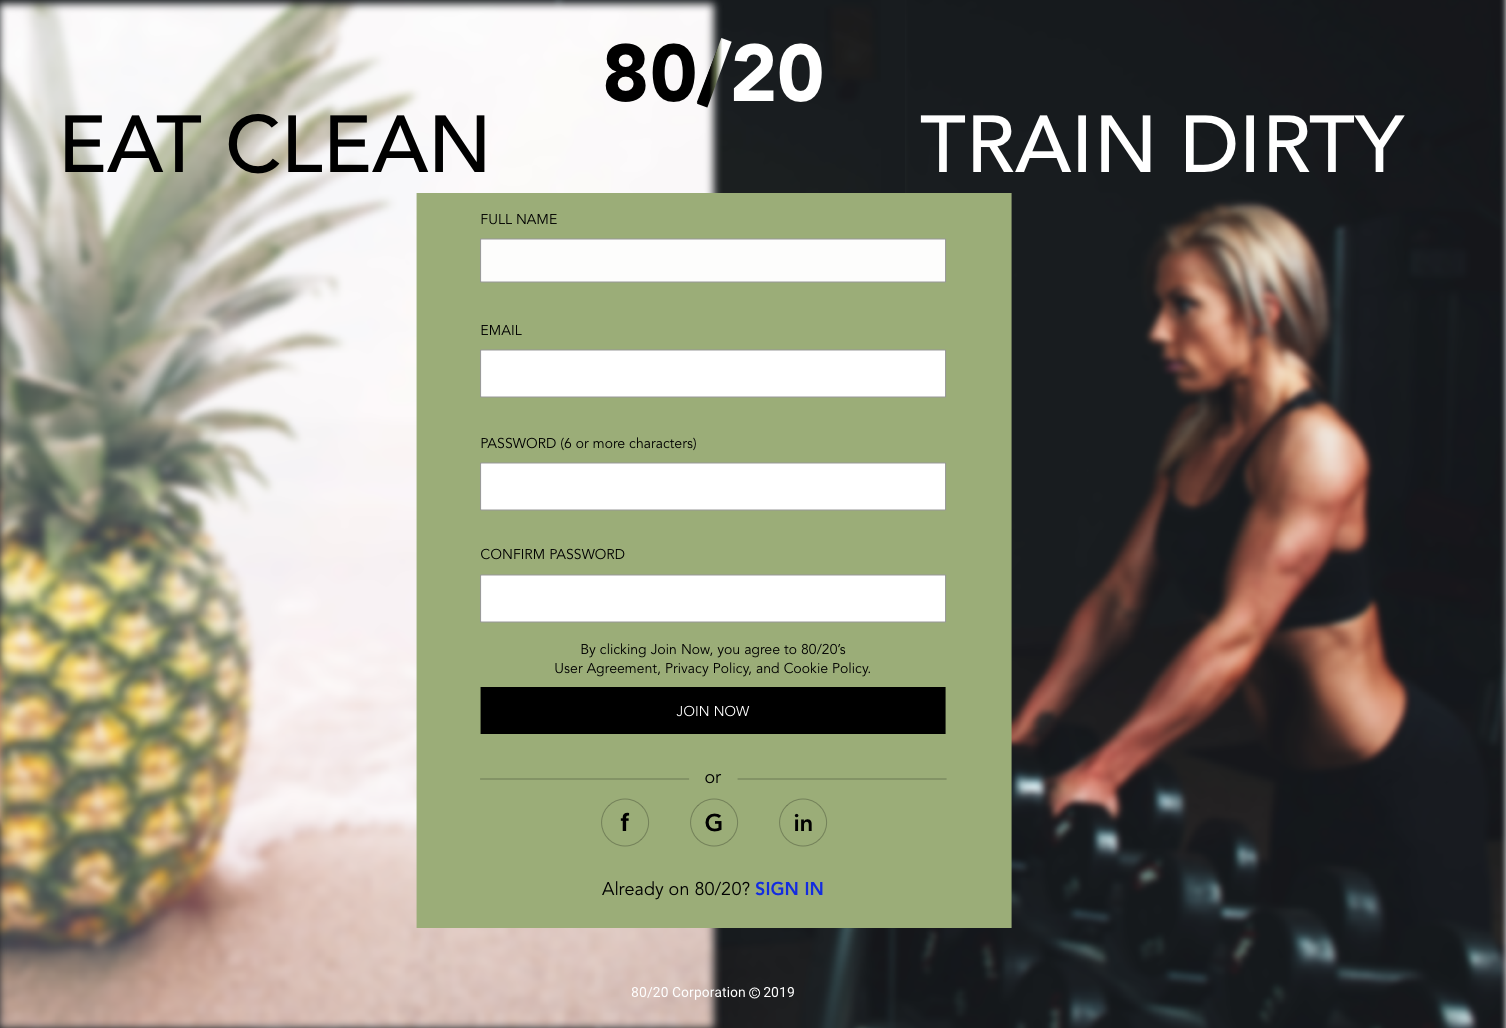 80/20
EAT CLEAN
TRAIN DIRTY
FULL NAME
EMAIL
PASSWORD (6 or more characters)
CONFIRM PASSWORD
By clicking Join Now, you agree to 80/20’s
User Agreement, Privacy Policy, and Cookie Policy.
JOIN NOW
or
f G in
Already on 80/20? SIGN IN
80/20 Corporation © 2019